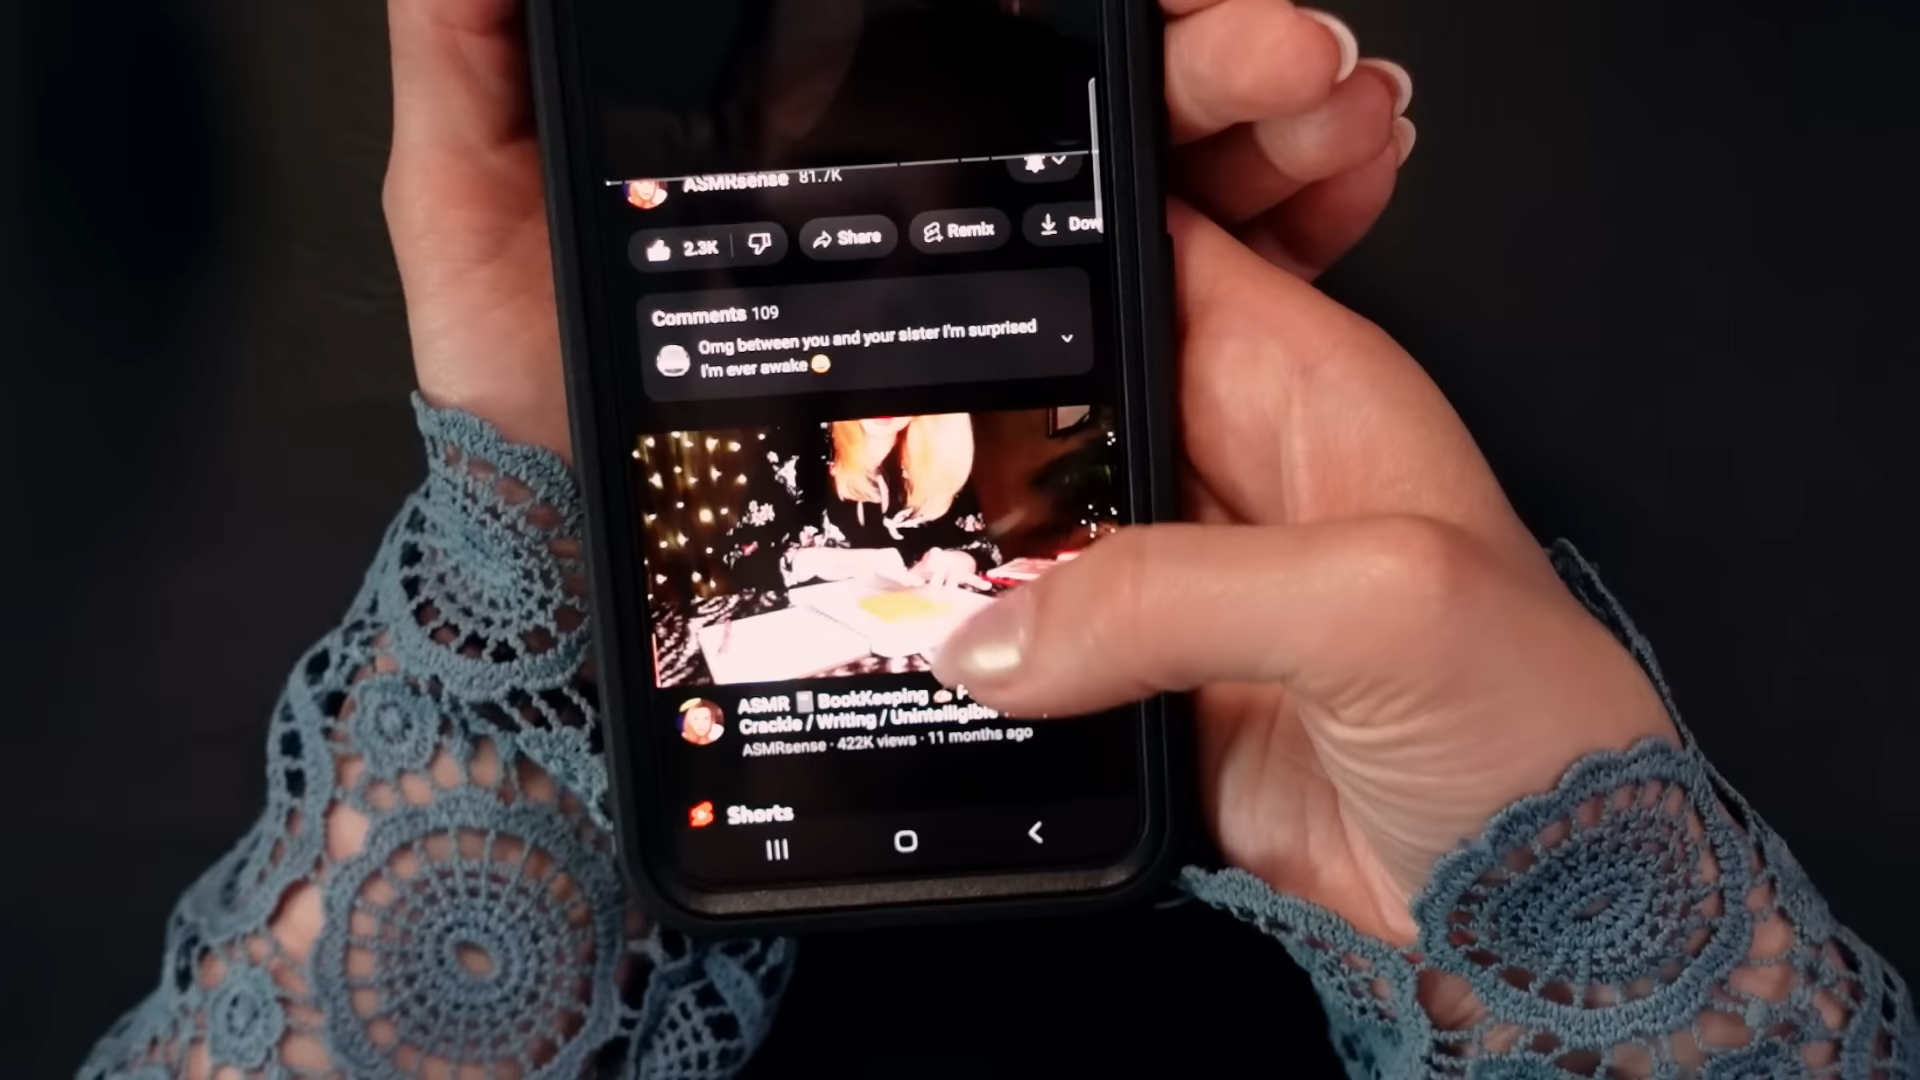 ASMRsense 81.7K
2.3K
Share
Remix
Dow
Comments 109
Omg between you and your sister I'm surprised
I'm ever awake
ASMR BookKeeping
Crackle / Writing / Unintelligible
ASMRsense · 422K views · 11 months ago
Shorts